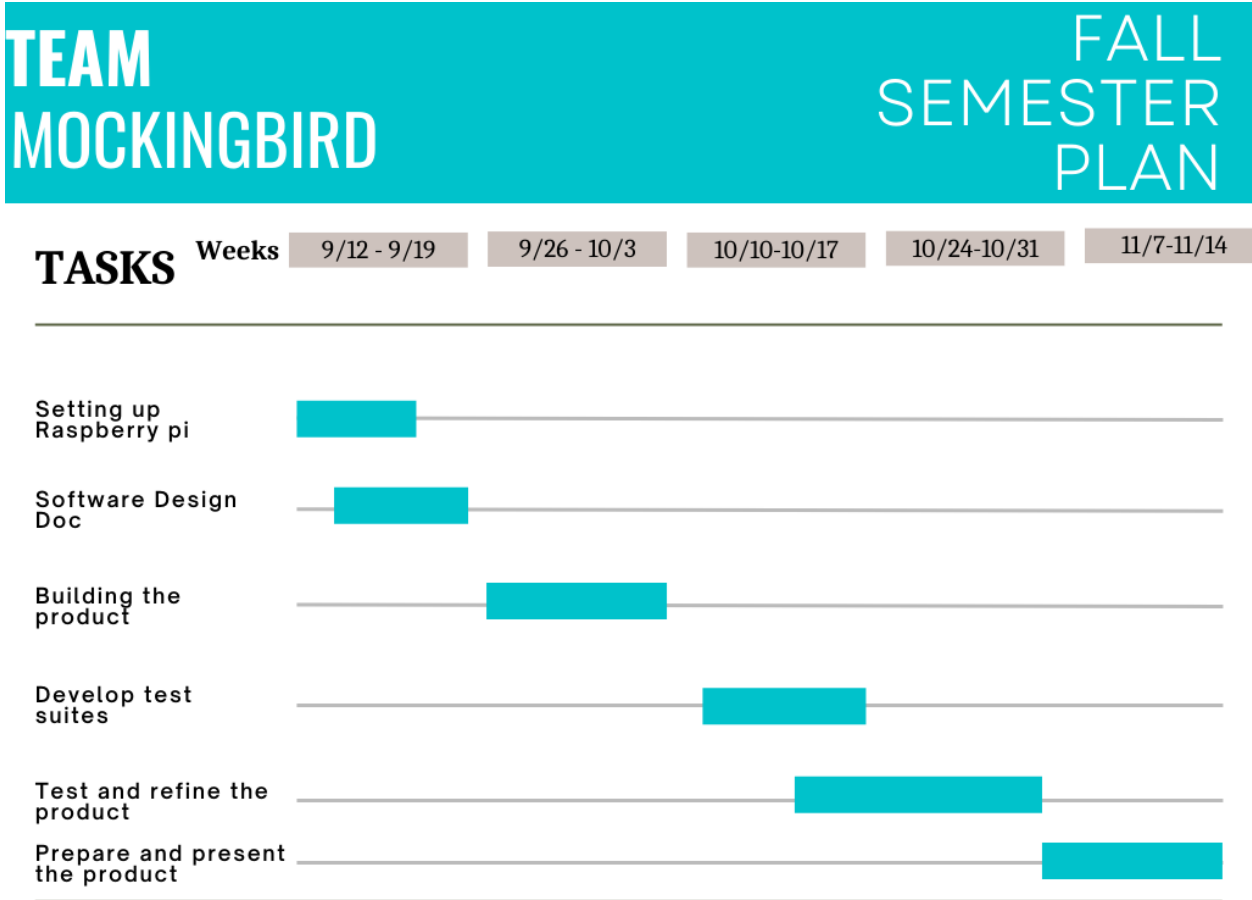 TEAM
MOCKINGBIRD
FALL
SEMESTER
PLAN
TASKS
Weeks
9/12 - 9/19
9/26 - 10/3
10/10-10/17
10/24-10/31
11/7-11/14
Setting up
Raspberry pi
Software Design
Doc
Building the
product
Develop test
suites
Test and refine the
product
Prepare and present
the product